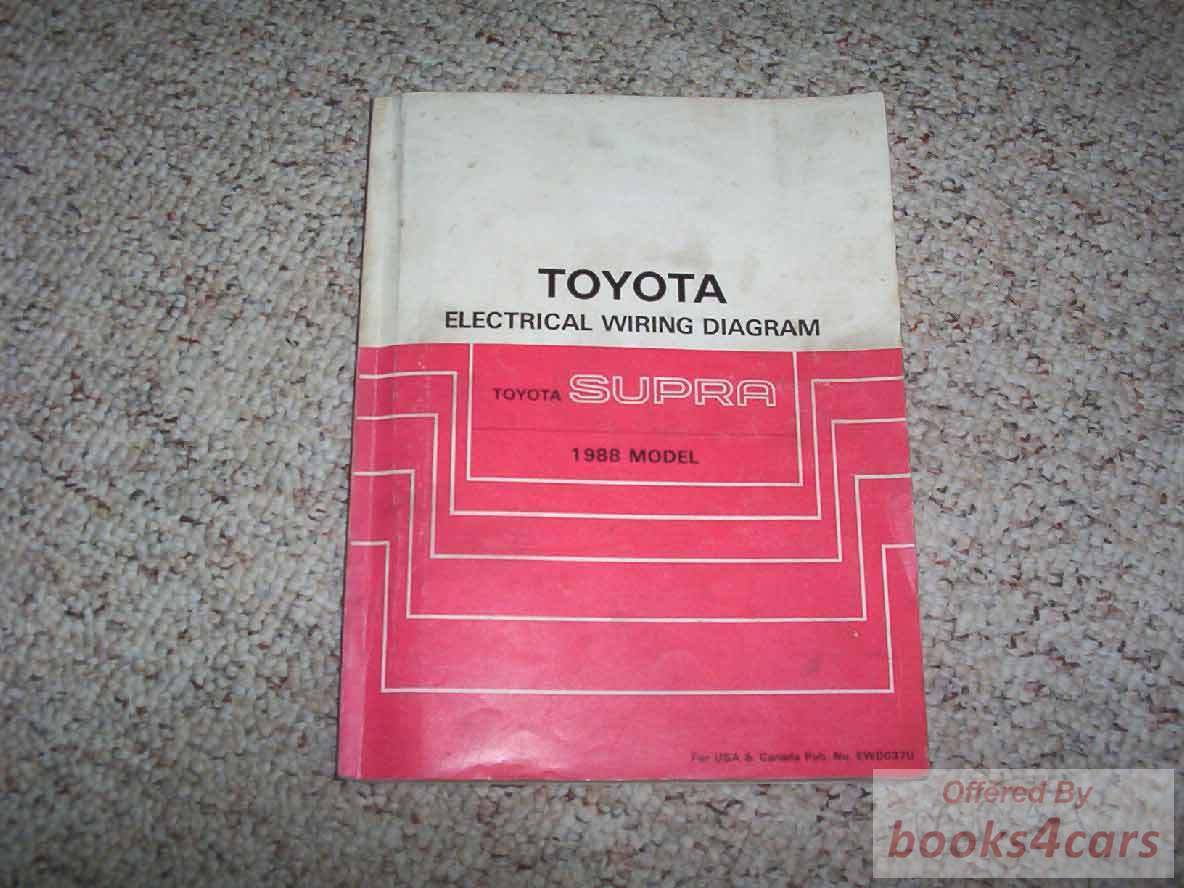 TOYOTA
ELECTRICAL WIRING DIAGRAM
TOYOTA SUPRA
1988 MODEL
For USA & Canada Pub. No. EWD037U
Offered By
books4cars